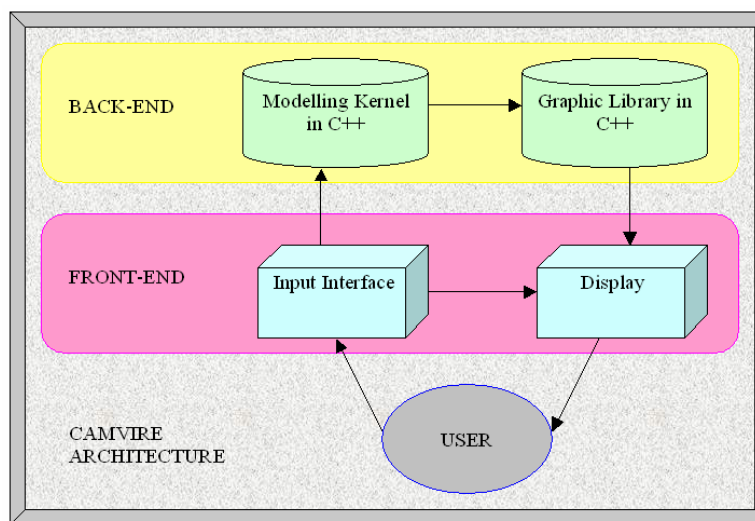 BACK-END
Modelling Kernel
in C++
Graphic Library in
C++
FRONT-END
Input Interface
Display
CAMVIRE
ARCHITECTURE
USER